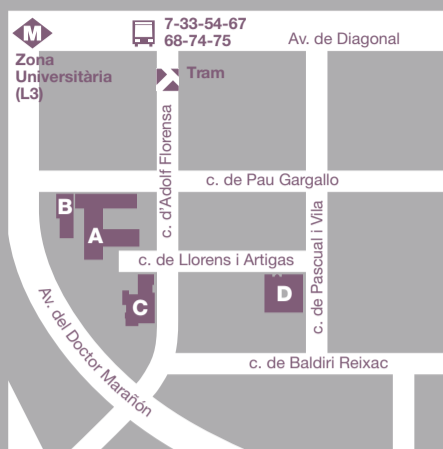 M
Zona
Universitària
(L3)
7-33-54-67
68-74-75
Av. de Diagonal
Tram
c. d'Adolf Florensa
c. de Pau Gargallo
B
A
c. de Pascual i Vila
c. de Llorens i Artigas
C
D
Av. del Doctor Marañón
c. de Baldiri Reixac